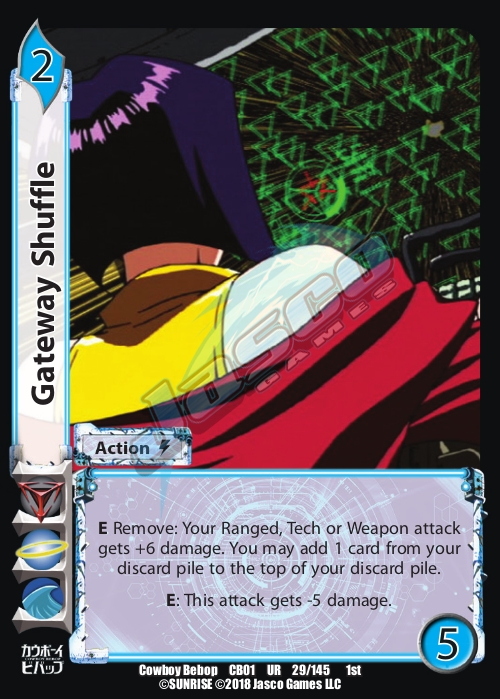 2
Gateway Shuffle
Jasco
GAMES
Action
E Remove: Your Ranged, Tech or Weapon attack
gets +6 damage. You may add 1 card from your
discard pile to the top of your discard pile.
E: This attack gets -5 damage.
カウボーイ
ビバップ
5
Cowboy Bebop CB01 UR 29/145 1st
©SUNRISE ©2018 Jasco Games LLC